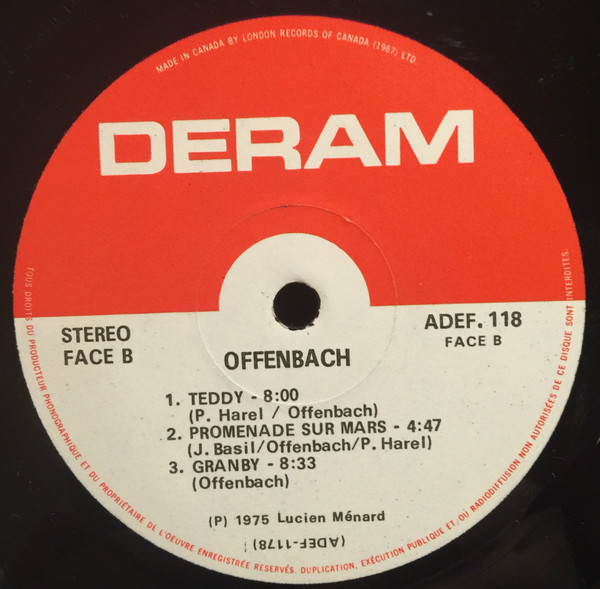 MADE IN CANADA BY LONDON RECORDS OF CANADA (1967) LTD.
DERAM
STEREO
FACE B
ADEF. 118
FACE B
OFFENBACH
1. TEDDY - 8:00
(P. Harel / Offenbach)
2. PROMENADE SUR MARS - 4:47
(J. Basil/Offenbach/P. Harel)
3. GRANBY - 8:33
(Offenbach)
(P) 1975 Lucien Ménard
(ADEF-1178)
TOUS DROITS DU PRODUCTEUR PHONOGRAPHIQUE ET DU PROPRIÉTAIRE DE L'OEUVRE ENREGISTRÉE RÉSERVÉS. DUPLICATION, EXÉCUTION PUBLIQUE ET, OU RADIODIFFUSION NON AUTORISÉES DE CE DISQUE SONT INTERDITES.